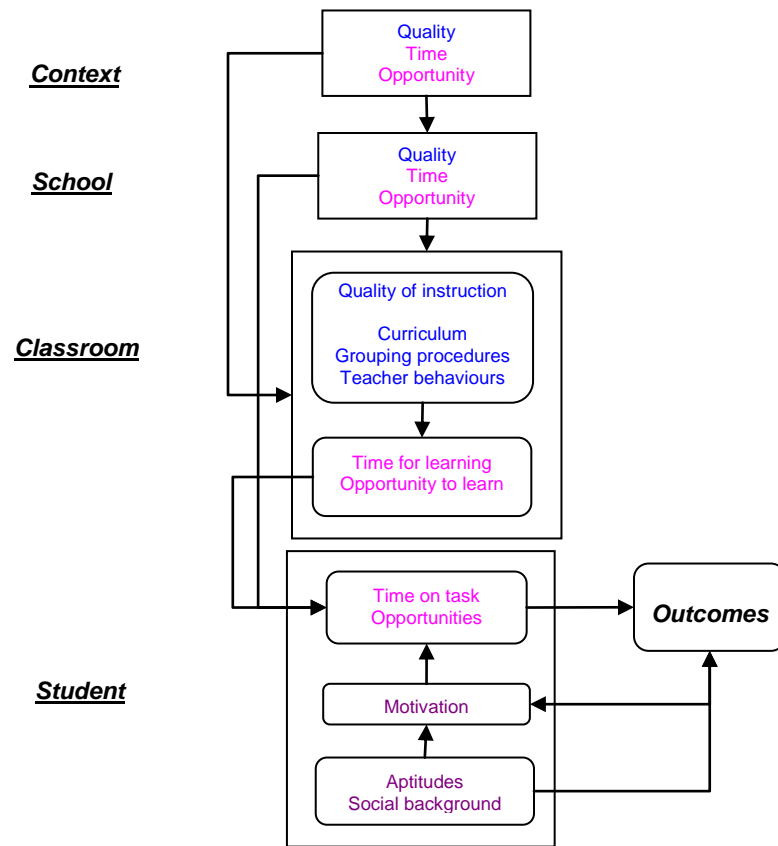 Context
Quality
Time
Opportunity
School
Quality
Time
Opportunity
Classroom
Quality of instruction
Curriculum
Grouping procedures
Teacher behaviours
Time for learning
Opportunity to learn
Student
Time on task
Opportunities
Outcomes
Motivation
Aptitudes
Social background